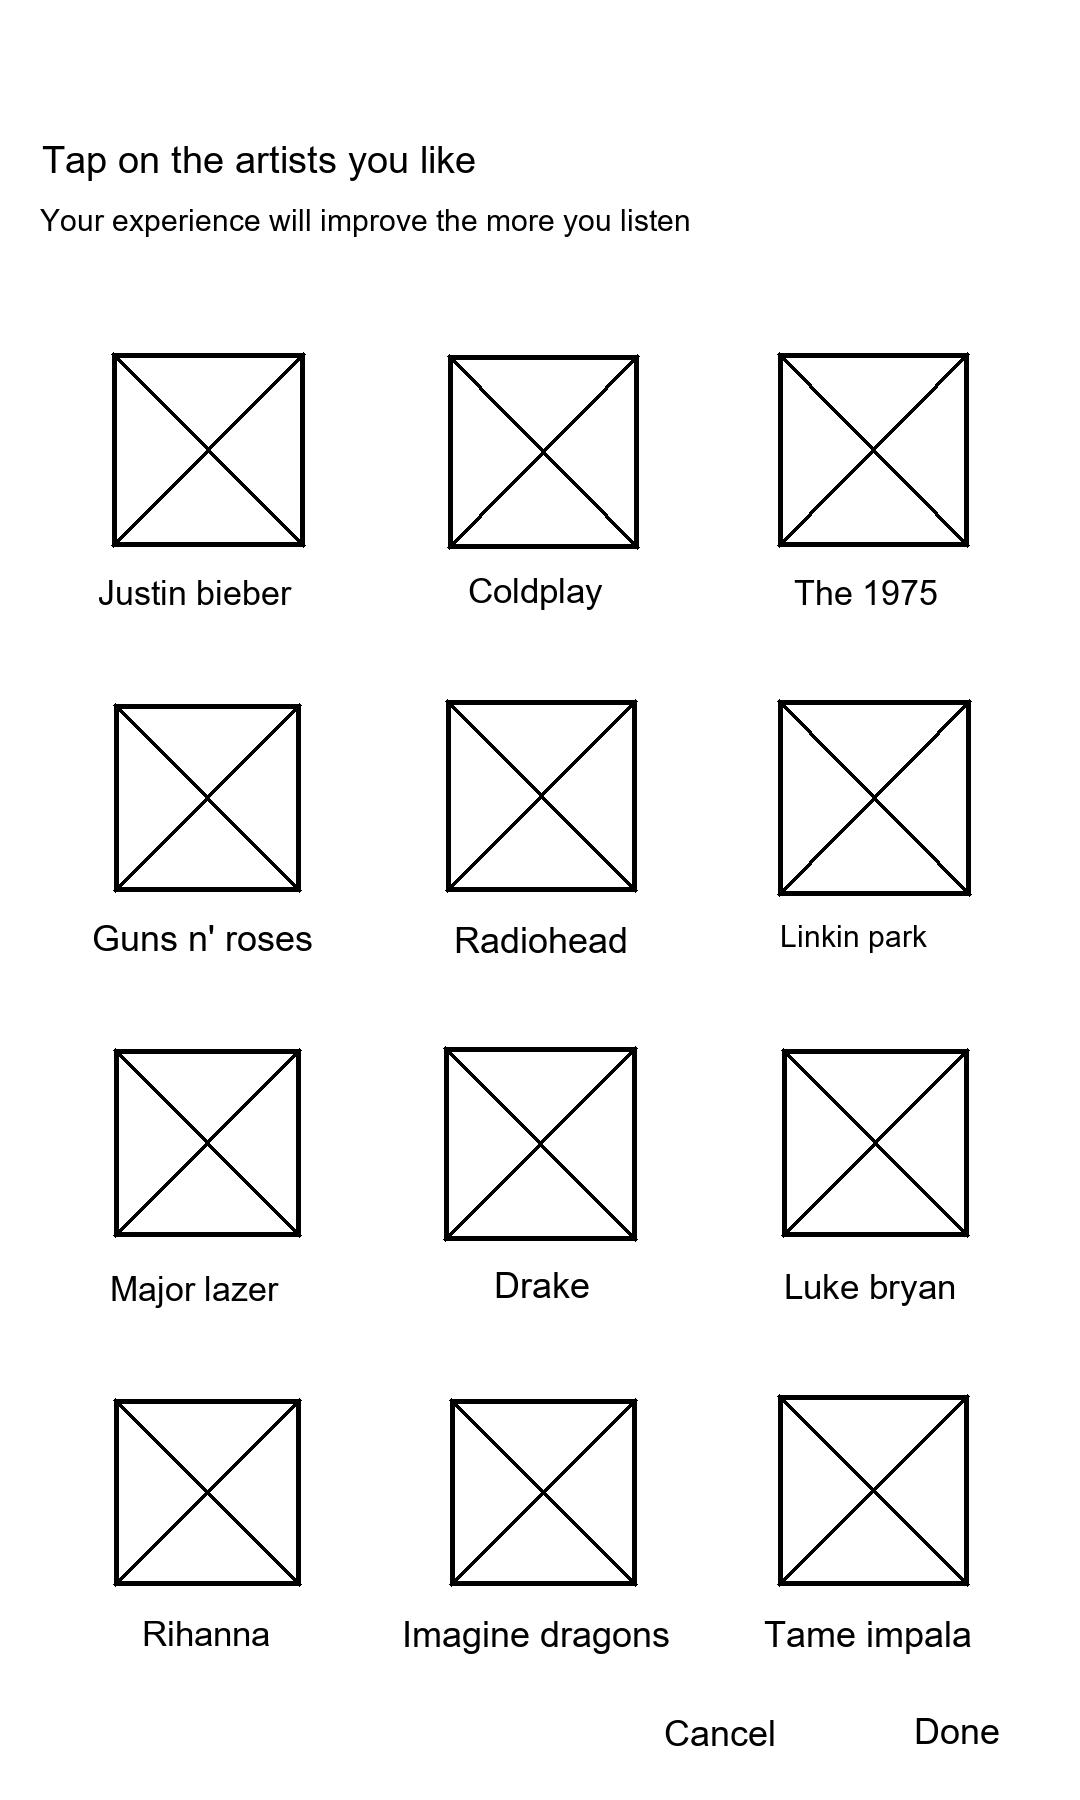 Tap on the artists you like
Your experience will improve the more you listen
Justin bieber
Coldplay
The 1975
Guns n' roses
Radiohead
Linkin park
Major lazer
Drake
Luke bryan
Rihanna
Imagine dragons
Tame impala
Cancel
Done